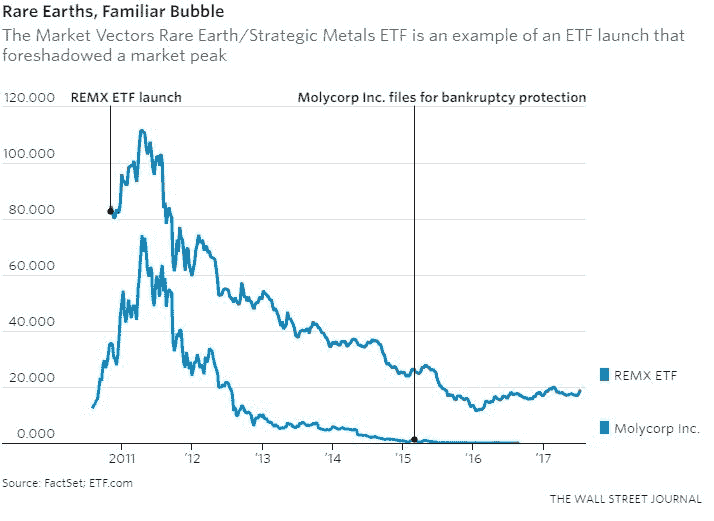 Rare Earths, Familiar Bubble
The Market Vectors Rare Earth/Strategic Metals ETF is an example of an ETF launch that
foreshadowed a market peak
120.000
REMX ETF launch
Molycorp Inc. files for bankruptcy protection
100.000
80.000
60.000
40.000
20.000
0.000
REMX ETF
Molycorp Inc.
2011 '12 '13 '14 '15 '16 '17
Source: FactSet; ETF.com
THE WALL STREET JOURNAL